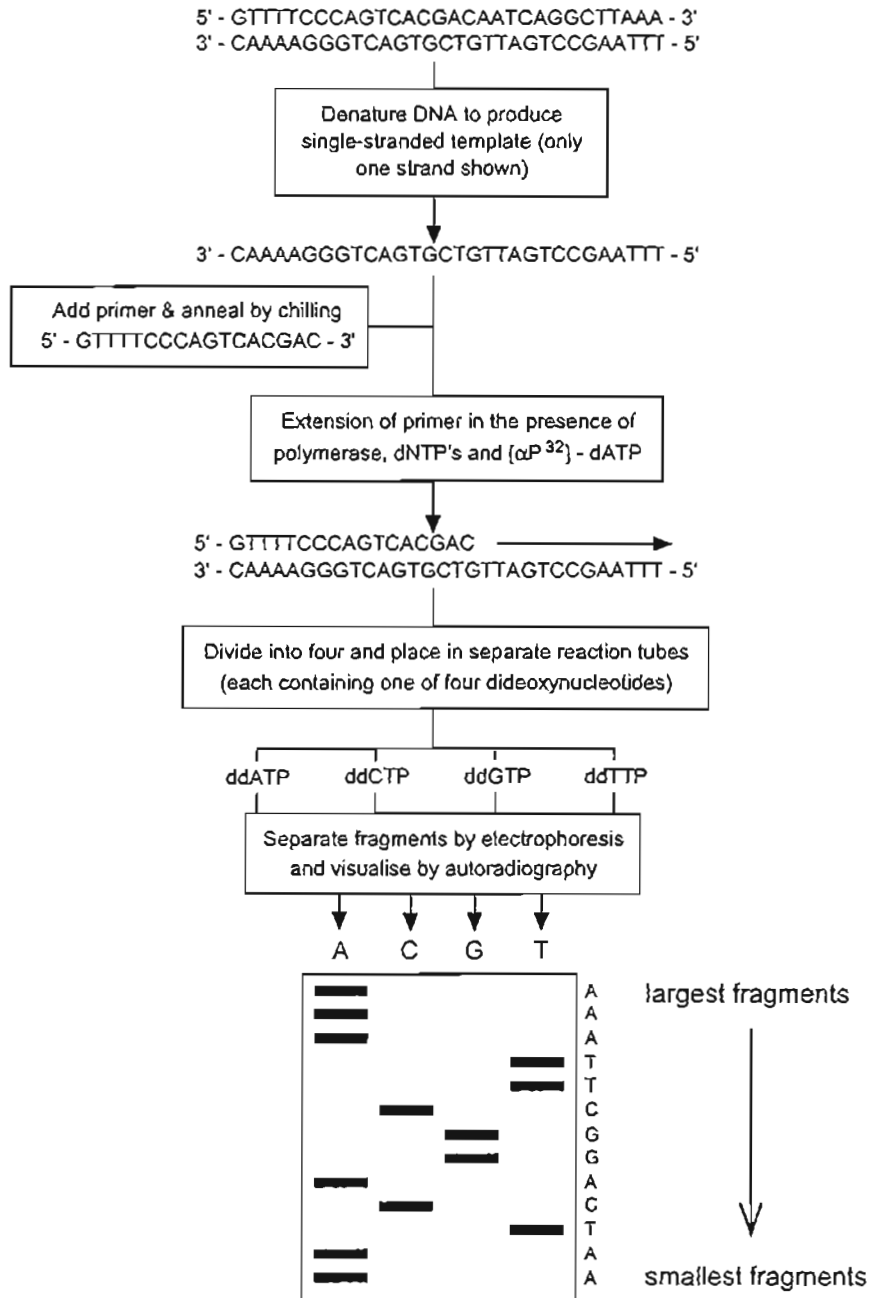 5' - GTTTTCCCAGTCACGACAATCAGGCTTAAA - 3'
3' - CAAAAGGGTCAGTGCTGTTAGTCCGAATTT - 5'
Denature DNA to produce
single-stranded template (only
one strand shown)
3' - CAAAAGGGTCAGTGCTGTTAGTCCGAATTT - 5'
Add primer & anneal by chilling
5' - GTTTTCCCAGTCACGAC - 3'
Extension of primer in the presence of
polymerase, dNTP's and {αP³²} - dATP
5' - GTTTTCCCAGTCACGAC
3' - CAAAAGGGTCAGTGCTGTTAGTCCGAATTT - 5'
Divide into four and place in separate reaction tubes
(each containing one of four dideoxynucleotides)
ddATP ddCTP ddGTP ddTTP
Separate fragments by electrophoresis
and visualise by autoradiography
A C G T
A largest fragments
A
A
T
T
C
G
G
A
C
T
A
A smallest fragments